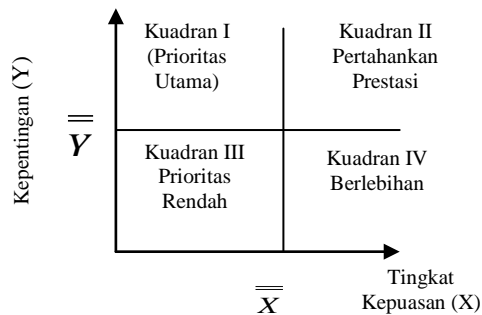 Kuadran I
(Prioritas
Utama)
Kuadran II
Pertahankan
Prestasi
Kepentingan (Y)
Y
Kuadran III
Prioritas
Rendah
Kuadran IV
Berlebihan
X
Tingkat
Kepuasan (X)